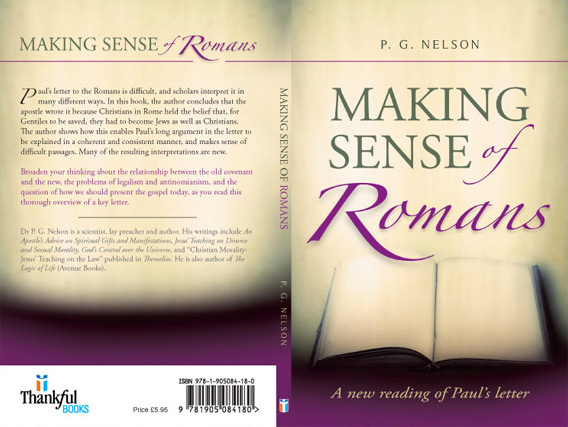 MAKING SENSE of Romans
Paul's letter to the Romans is difficult, and scholars interpret it in
many different ways. In this book, the author concludes that the
apostle wrote it because Christians in Rome held the belief that, for
Gentiles to be saved, they had to become Jews as well as Christians.
The author shows how this enables Paul's long argument in the letter to
be explained in a coherent and consistent manner, and makes sense of
difficult passages. Many of the resulting interpretations are new.
Broaden your thinking about the relationship between the old covenant
and the new, the problems of legalism and antinomianism, and the
question of how we should present the gospel today, as you read this
thorough overview of a key letter.
Dr P. G. Nelson is a scientist, lay preacher and author. His writings include An
Apostle's Advice on Spiritual Gifts and Manifestations, Jesus' Teaching on Divorce
and Sexual Morality, God's Control over the Universe, and "Christian Morality:
Jesus' Teaching on the Law" published in Themelios. He is also author of The
Logic of Life (Avenue Books).
Thankful
BOOKS
Price £5.95
ISBN 978-1-905084-18-0
9 781905 084180 >
MAKING SENSE OF ROMANS
P. G. NELSON
P. G. NELSON
MAKING
SENSE of
Romans
A new reading of Paul's letter